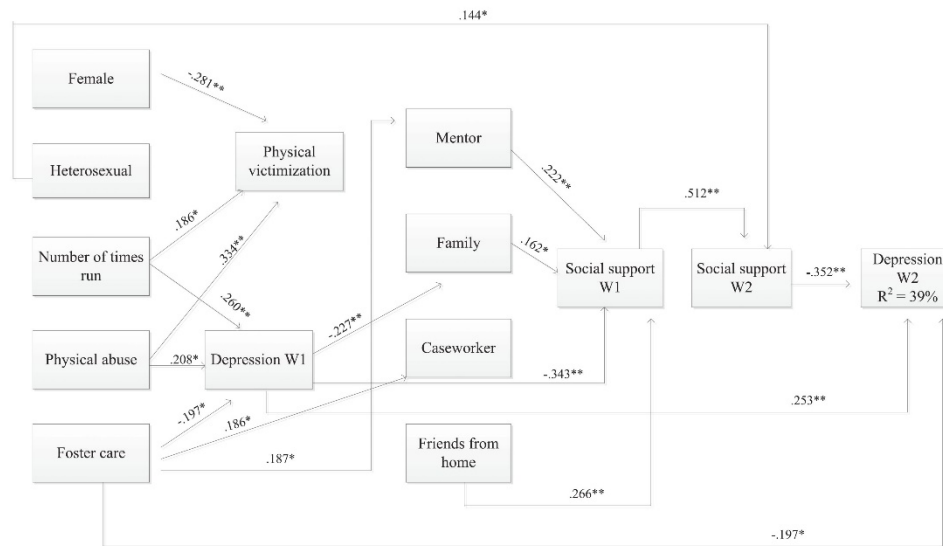 .144*
Female
-.281**
Mentor
Physical
victimization
Heterosexual
.222**
.512**
.186*
Family
.162*
Number of times
run
.334**
Social support
W1
Social support
W2
-.352**
Depression
W2
R² = 39%
.260**
-.227**
Physical abuse
.208*
Depression W1
Caseworker
-.343**
-.197*
.186*
.253**
Foster care
.187*
Friends from
home
.266**
-.197*